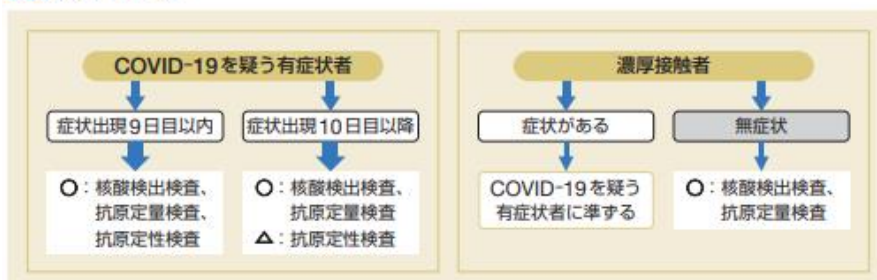 COVID-19を疑う有症状者
症状出現9日目以内
症状出現10日目以降
○：核酸検出検査、
抗原定量検査、
抗原定性検査
○：核酸検出検査、
抗原定量検査
△：抗原定性検査
濃厚接触者
症状がある
無症状
COVID-19を疑う
有症状者に準ずる
○：核酸検出検査、
抗原定量検査